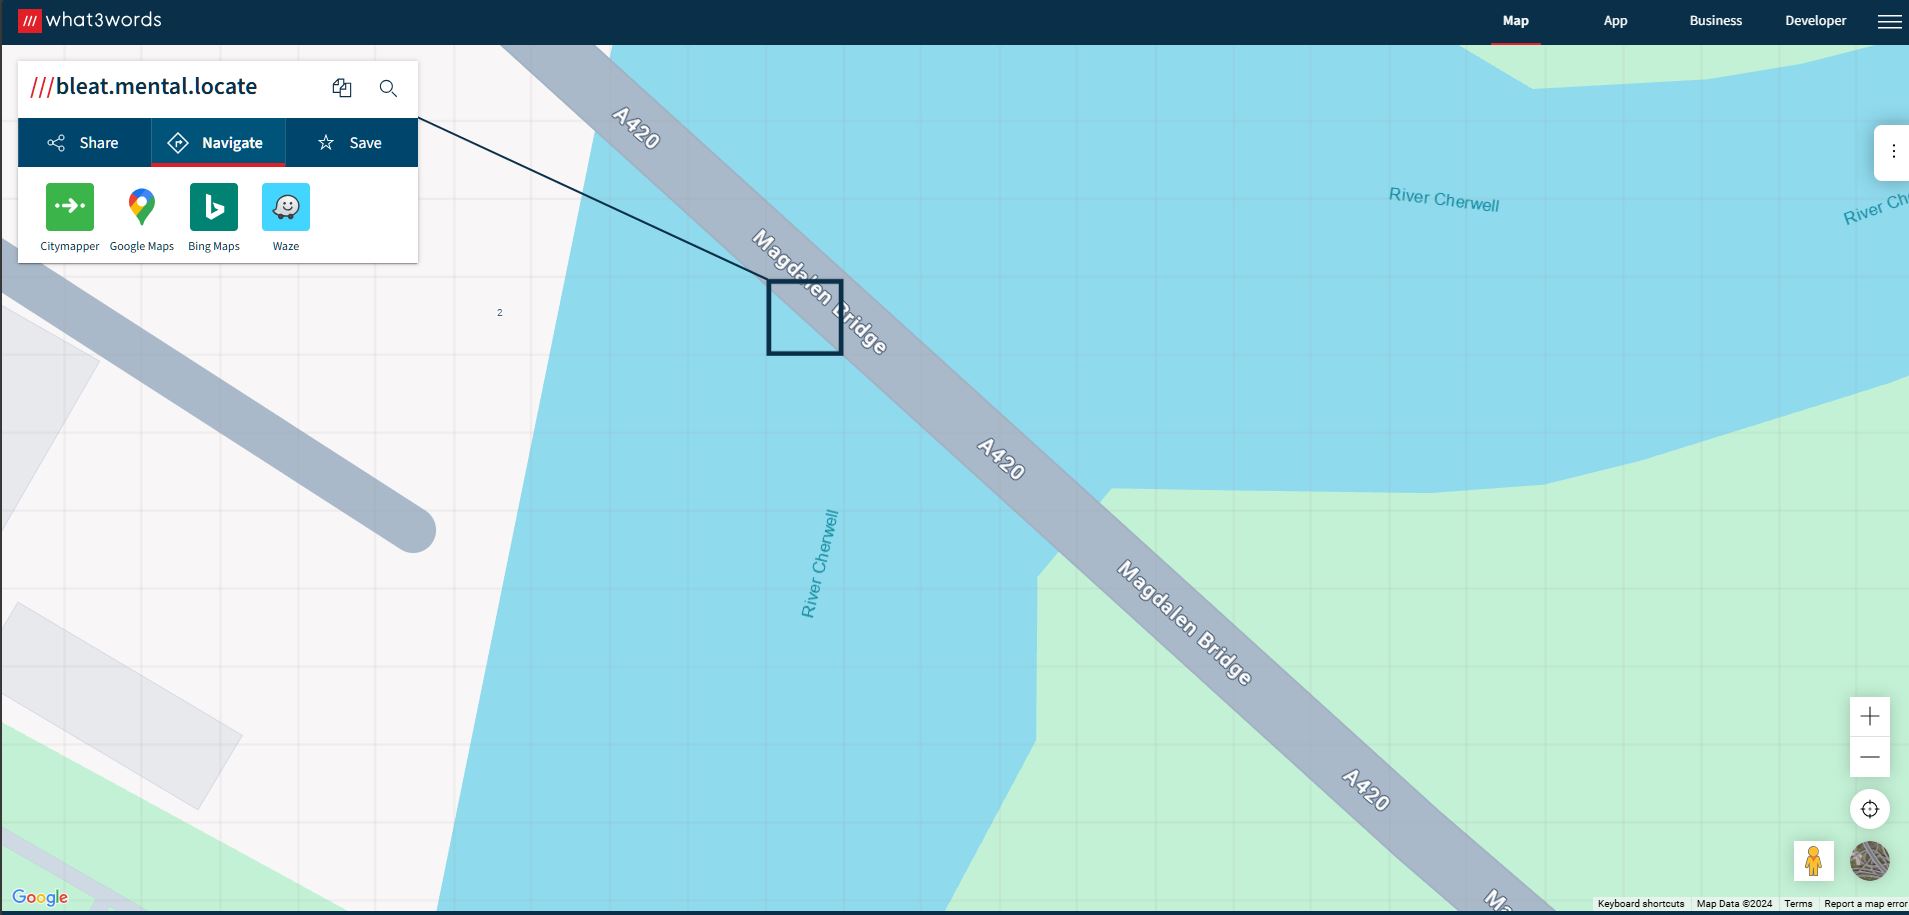 /// what3words
Map
App
Business
Developer
///bleat.mental.locate
Share
Navigate
Save
Citymapper
Google Maps
Bing Maps
Waze
A420
Magdalen Bridge
River Cherwell
River Ch
2
A420
River Cherwell
Magdalen Bridge
A420
Ma
Google
Keyboard shortcuts
Map Data ©2024
Terms
Report a map error